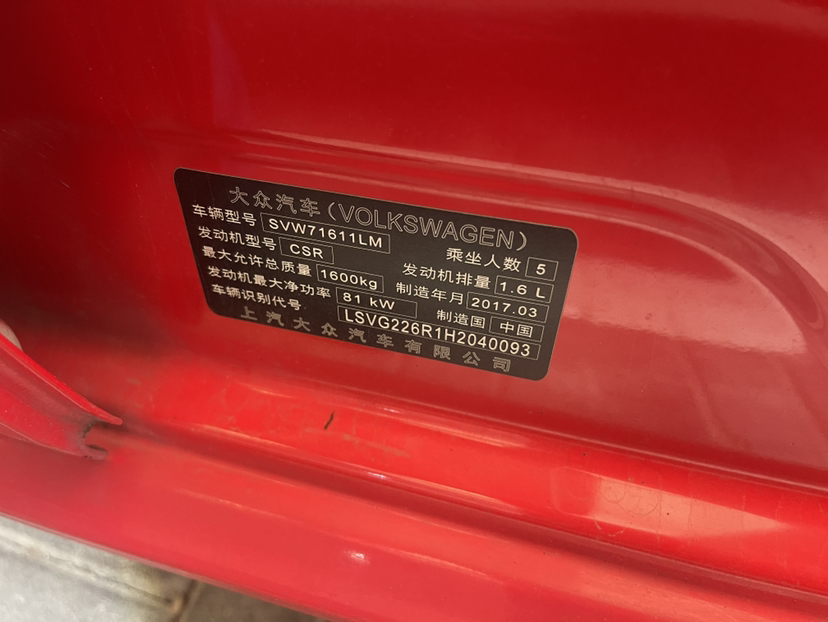 大众汽车(VOLKSWAGEN)
车辆型号 SVW71611LM 乘坐人数 5
发动机型号 CSR 发动机排量 1.6 L
最大允许总质量 1600kg 制造年月 2017.03
发动机最大净功率 81 kW 制造国 中国
车辆识别代号 LSVG226R1H2040093
上汽大众汽车有限公司